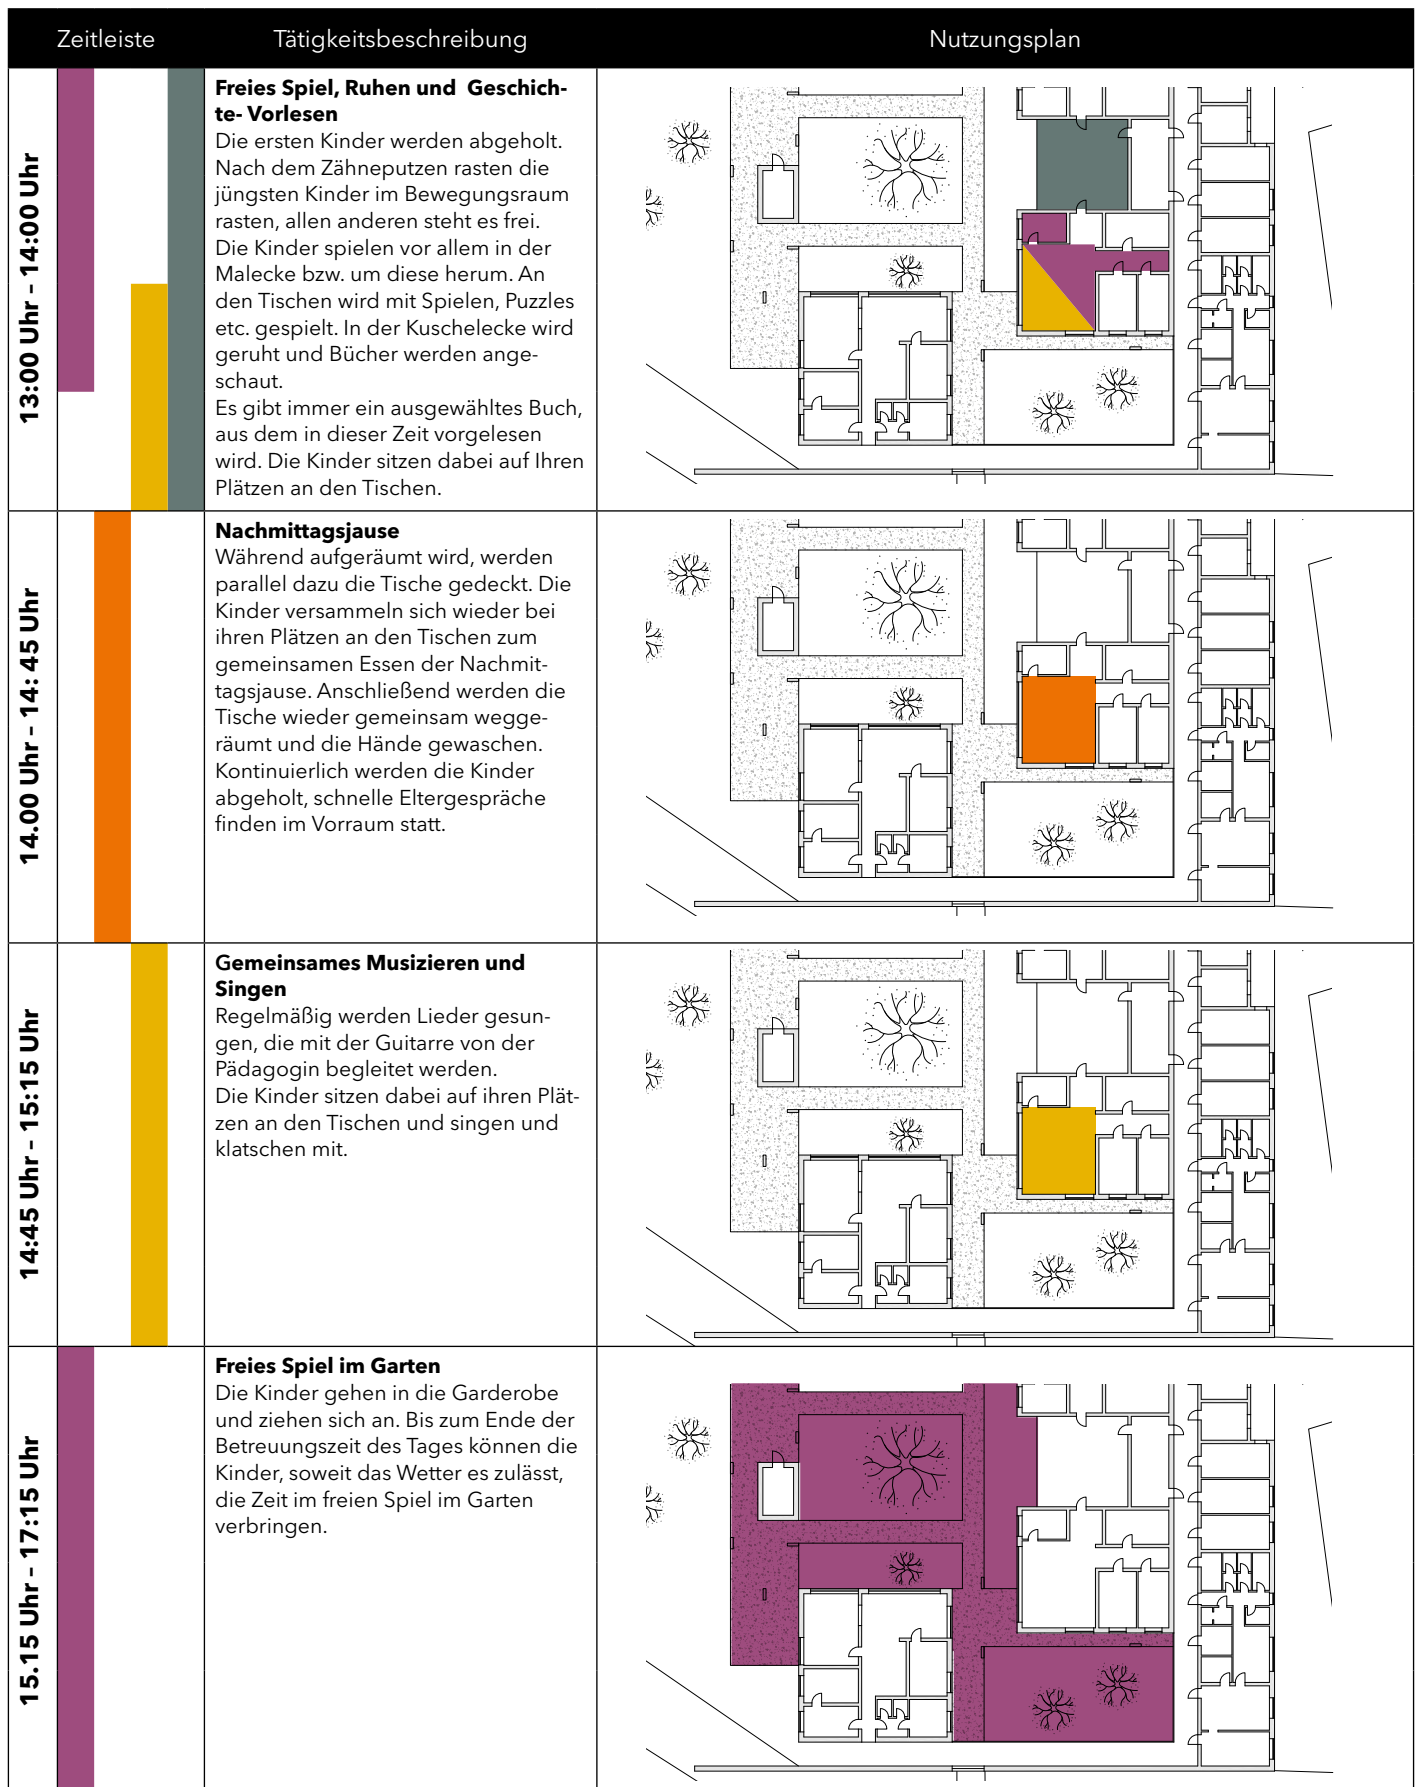 Zeitleiste Tätigkeitsbeschreibung Nutzungsplan
13:00 Uhr – 14:00 Uhr
Freies Spiel, Ruhen und  Geschich-
te- Vorlesen
Die ersten Kinder werden abgeholt.
Nach dem Zähneputzen rasten die
jüngsten Kinder im Bewegungsraum
rasten, allen anderen steht es frei.
Die Kinder spielen vor allem in der
Malecke bzw. um diese herum. An
den Tischen wird mit Spielen, Puzzles
etc. gespielt. In der Kuschelecke wird
geruht und Bücher werden ange-
schaut.
Es gibt immer ein ausgewähltes Buch,
aus dem in dieser Zeit vorgelesen
wird. Die Kinder sitzen dabei auf Ihren
Plätzen an den Tischen.
14.00 Uhr – 14: 45 Uhr
Nachmittagsjause
Während aufgeräumt wird, werden
parallel dazu die Tische gedeckt. Die
Kinder versammeln sich wieder bei
ihren Plätzen an den Tischen zum
gemeinsamen Essen der Nachmit-
tagsjause. Anschließend werden die
Tische wieder gemeinsam wegge-
räumt und die Hände gewaschen.
Kontinuierlich werden die Kinder
abgeholt, schnelle Eltergespräche
finden im Vorraum statt.
14:45 Uhr – 15:15 Uhr
Gemeinsames Musizieren und
Singen
Regelmäßig werden Lieder gesun-
gen, die mit der Guitarre von der
Pädagogin begleitet werden.
Die Kinder sitzen dabei auf ihren Plät-
zen an den Tischen und singen und
klatschen mit.
15.15 Uhr – 17:15 Uhr
Freies Spiel im Garten
Die Kinder gehen in die Garderobe
und ziehen sich an. Bis zum Ende der
Betreuungszeit des Tages können die
Kinder, soweit das Wetter es zulässt,
die Zeit im freien Spiel im Garten
verbringen.